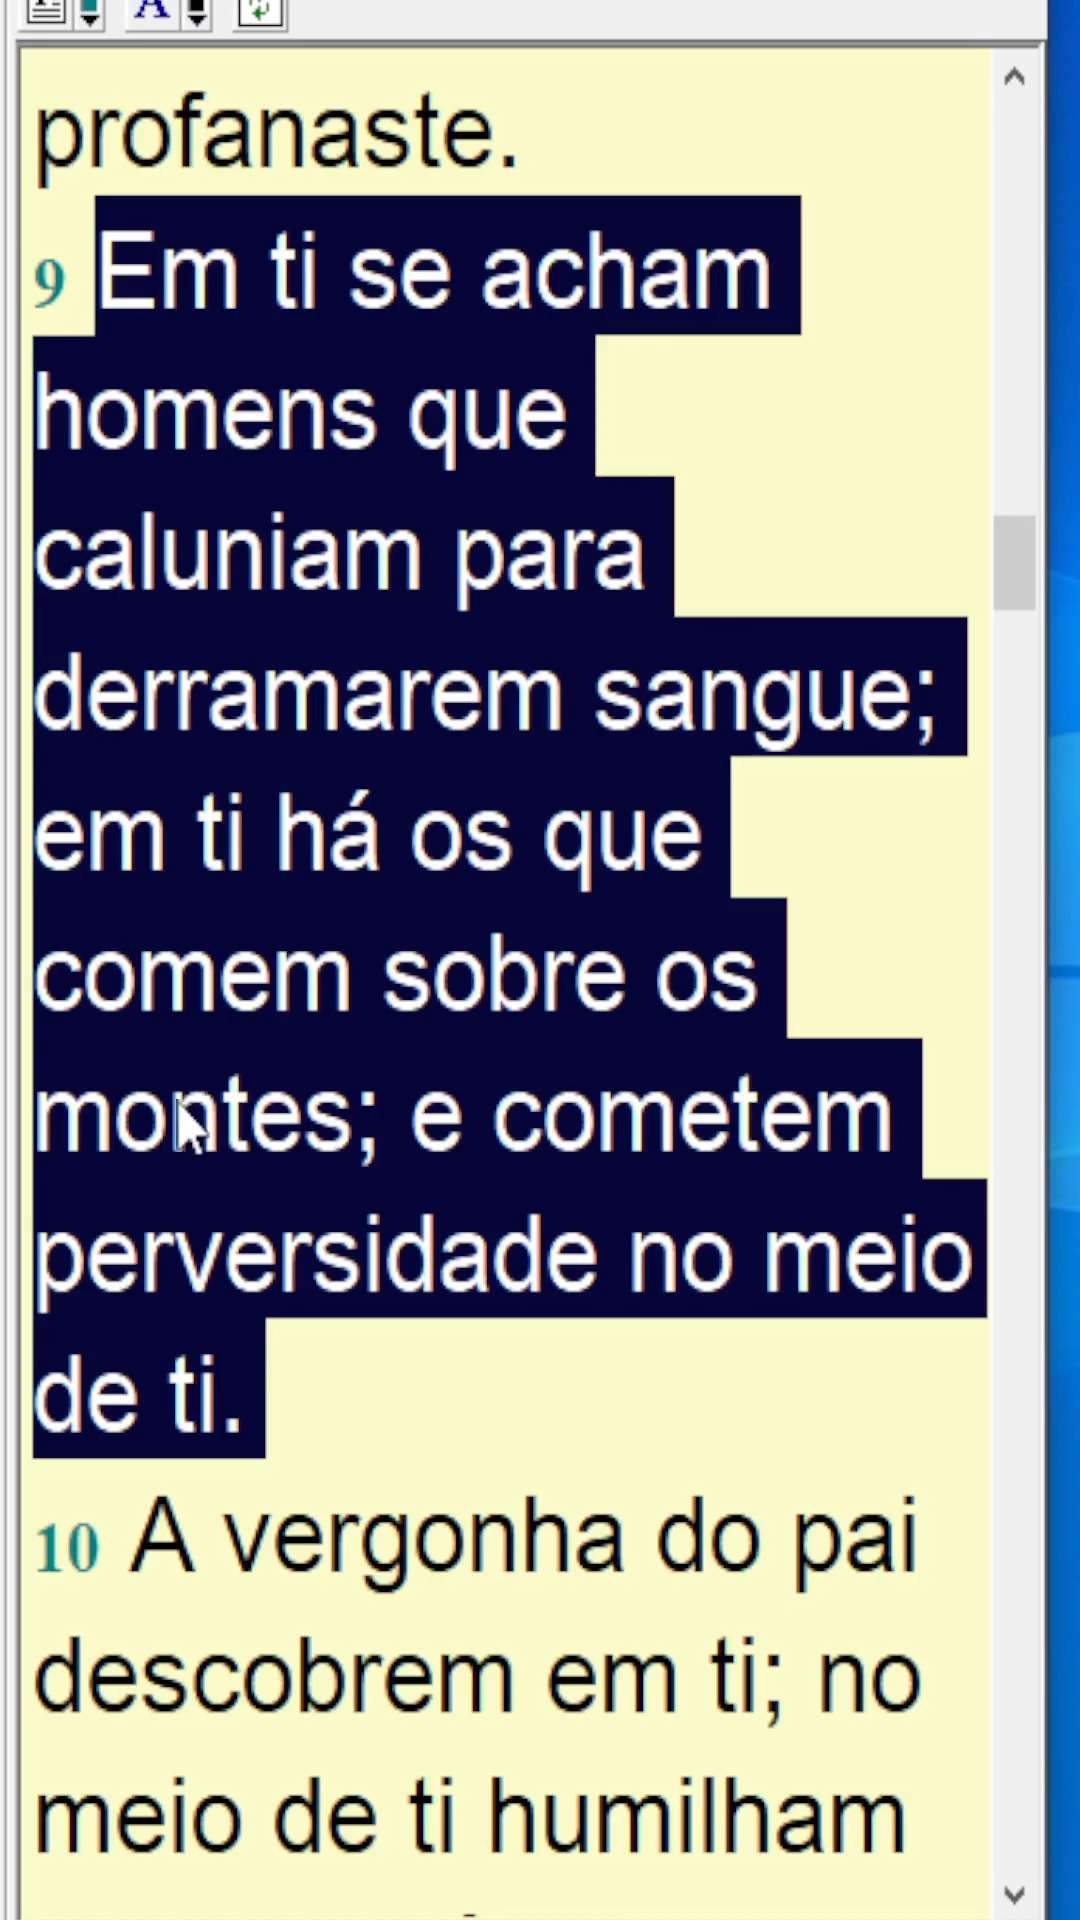 profanaste.
9 Em ti se acham
homens que
caluniam para
derramarem sangue;
em ti há os que
comem sobre os
montes; e cometem
perversidade no meio
de ti.
10 A vergonha do pai
descobrem em ti; no
meio de ti humilham